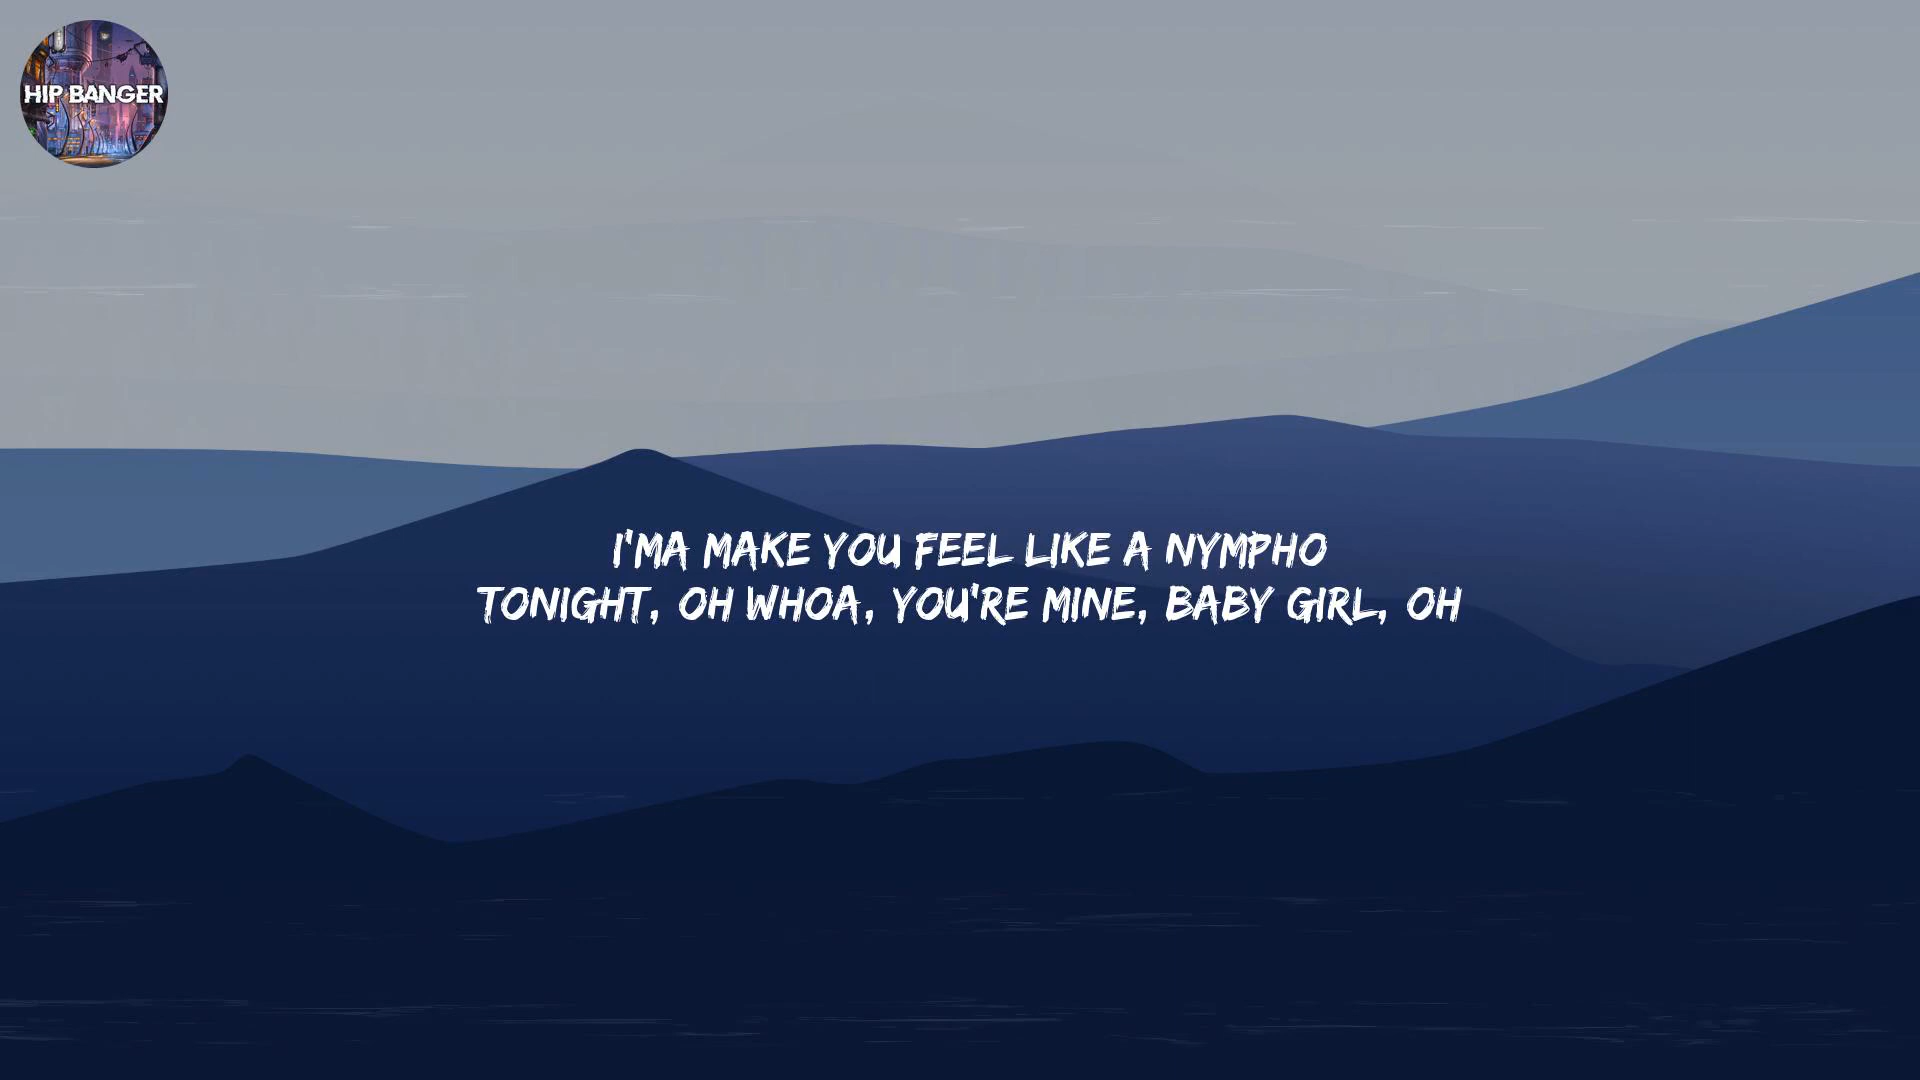 HIP BANGER
I'MA MAKE YOU FEEL LIKE A NYMPHO
TONIGHT, OH WHOA, YOU'RE MINE, BABY GIRL, OH